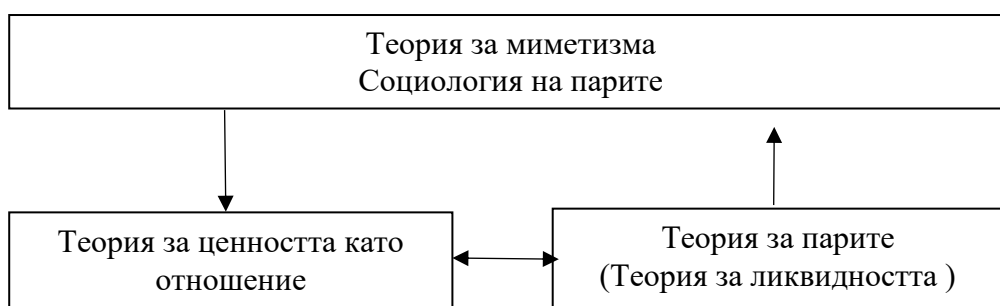 Теория за миметизма
Социология на парите
Теория за ценността като
отношение
Теория за парите
(Теория за ликвидността )